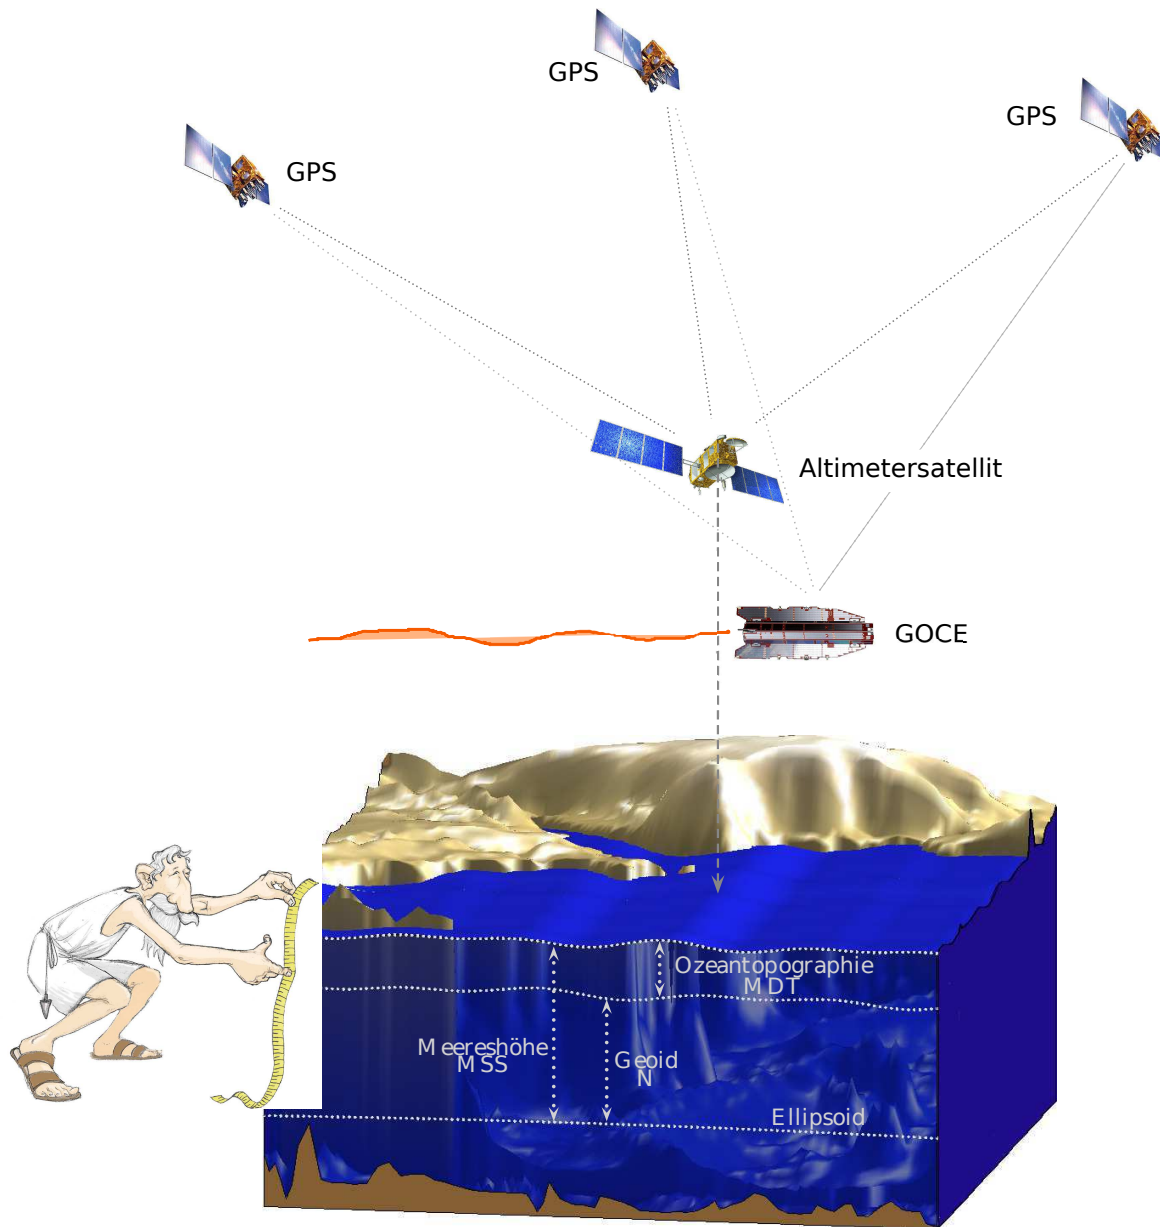 GPS
GPS
GPS
Altimetersatellit
GOCE
Ozeantopographie
MDT
Meereshöhe
MSS
Geoid
N
Ellipsoid